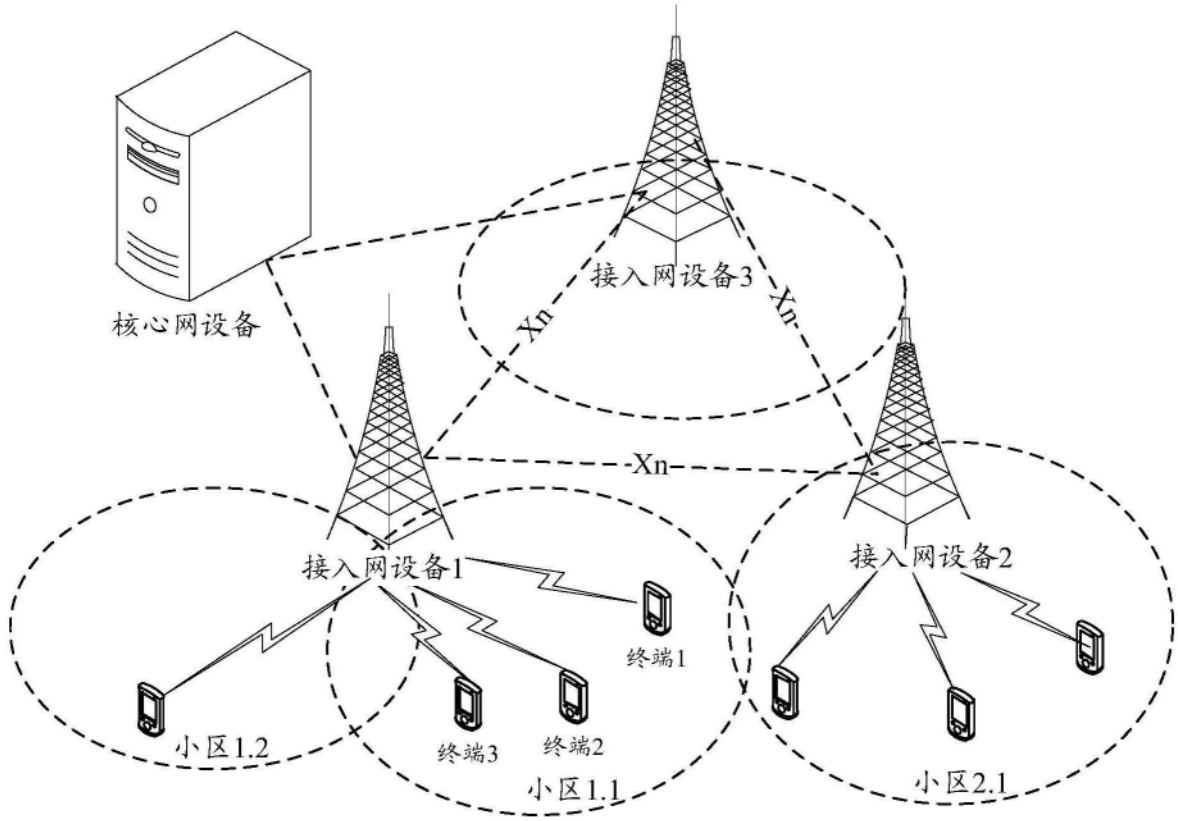 接入网设备3
核心网设备
Xn
Xn
Xn
接入网设备1
接入网设备2
终端1
小区1.2
终端3
终端2
小区1.1
小区2.1